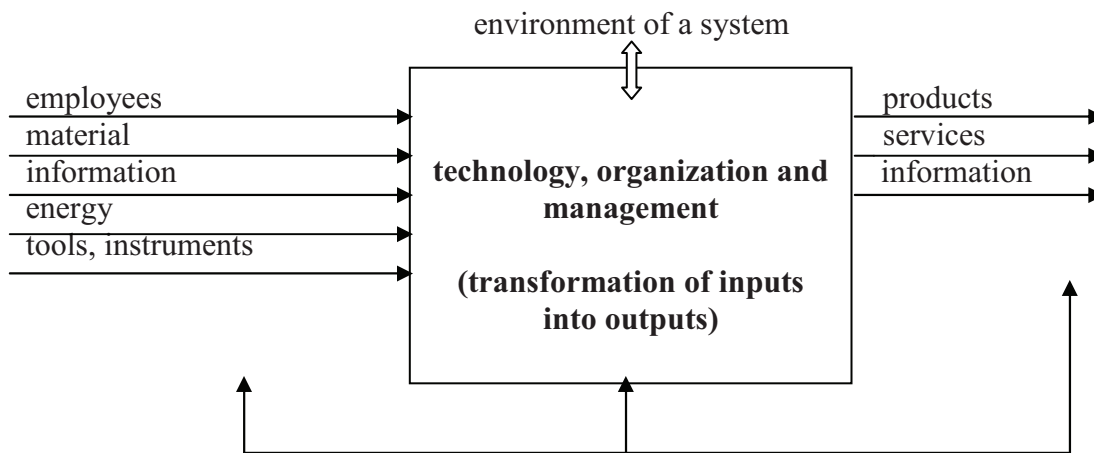 environment of a system
employees
material
information
energy
tools, instruments
technology, organization and
management
(transformation of inputs
into outputs)
products
services
information